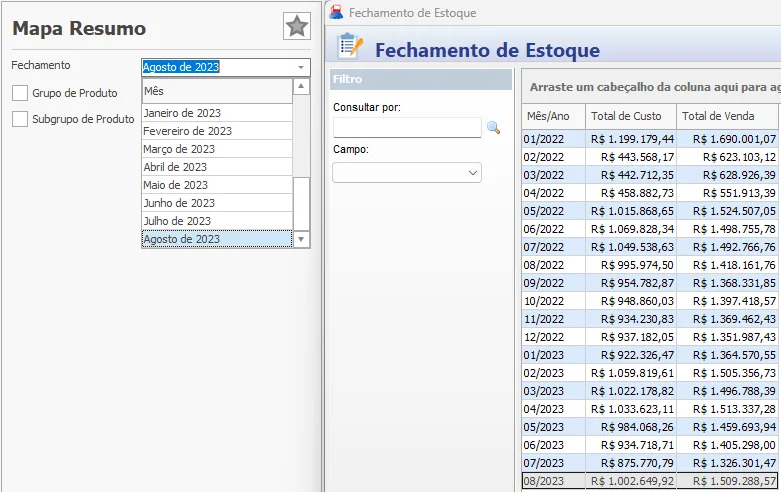 Mapa Resumo
Fechamento
Agosto de 2023
Grupo de Produto
Subgrupo de Produto
Mês
Janeiro de 2023
Fevereiro de 2023
Março de 2023
Abril de 2023
Maio de 2023
Junho de 2023
Julho de 2023
Agosto de 2023
Fechamento de Estoque
Fechamento de Estoque
Filtro
Consultar por:
Campo:
Arraste um cabeçalho da coluna aqui para ag
Mês/Ano Total de Custo Total de Venda
01/2022 R$ 1.199.179,44 R$ 1.690.001,07
02/2022 R$ 443.568,17 R$ 623.103,12
03/2022 R$ 442.712,35 R$ 628.926,39
04/2022 R$ 458.882,73 R$ 551.913,39
05/2022 R$ 1.015.868,65 R$ 1.524.507,05
06/2022 R$ 1.069.828,34 R$ 1.498.755,78
07/2022 R$ 1.049.538,63 R$ 1.492.766,76
08/2022 R$ 995.974,50 R$ 1.418.161,76
09/2022 R$ 954.782,87 R$ 1.368.331,85
10/2022 R$ 948.860,03 R$ 1.397.418,57
11/2022 R$ 934.230,83 R$ 1.369.462,43
12/2022 R$ 937.182,05 R$ 1.351.987,43
01/2023 R$ 922.326,47 R$ 1.364.570,55
02/2023 R$ 1.059.819,61 R$ 1.505.356,73
03/2023 R$ 1.022.178,82 R$ 1.496.788,39
04/2023 R$ 1.033.623,11 R$ 1.513.337,28
05/2023 R$ 984.068,26 R$ 1.459.693,94
06/2023 R$ 934.718,71 R$ 1.405.298,00
07/2023 R$ 875.770,79 R$ 1.326.301,47
08/2023 R$ 1.002.649,92 R$ 1.509.288,57